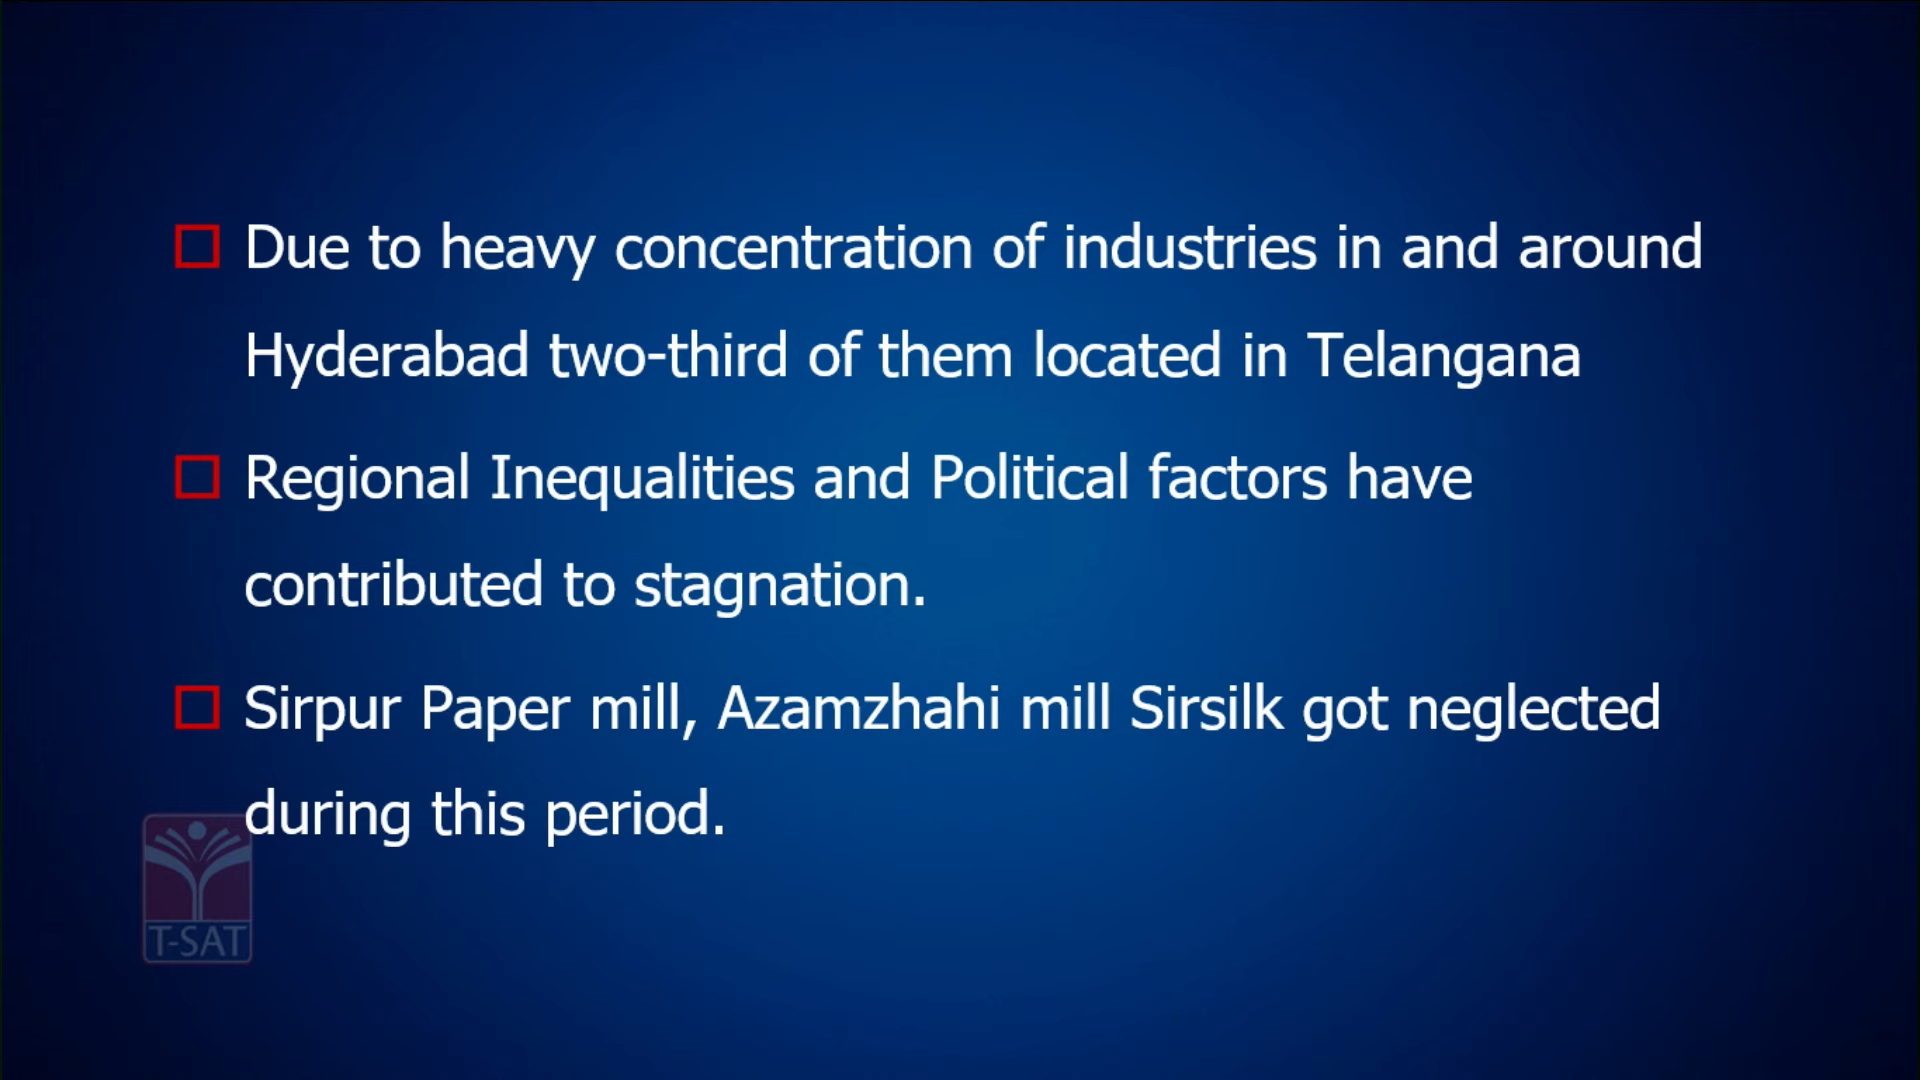 Due to heavy concentration of industries in and around
Hyderabad two-third of them located in Telangana
Regional Inequalities and Political factors have
contributed to stagnation.
Sirpur Paper mill, Azamzhahi mill Sirsilk got neglected
during this period.
T-SAT